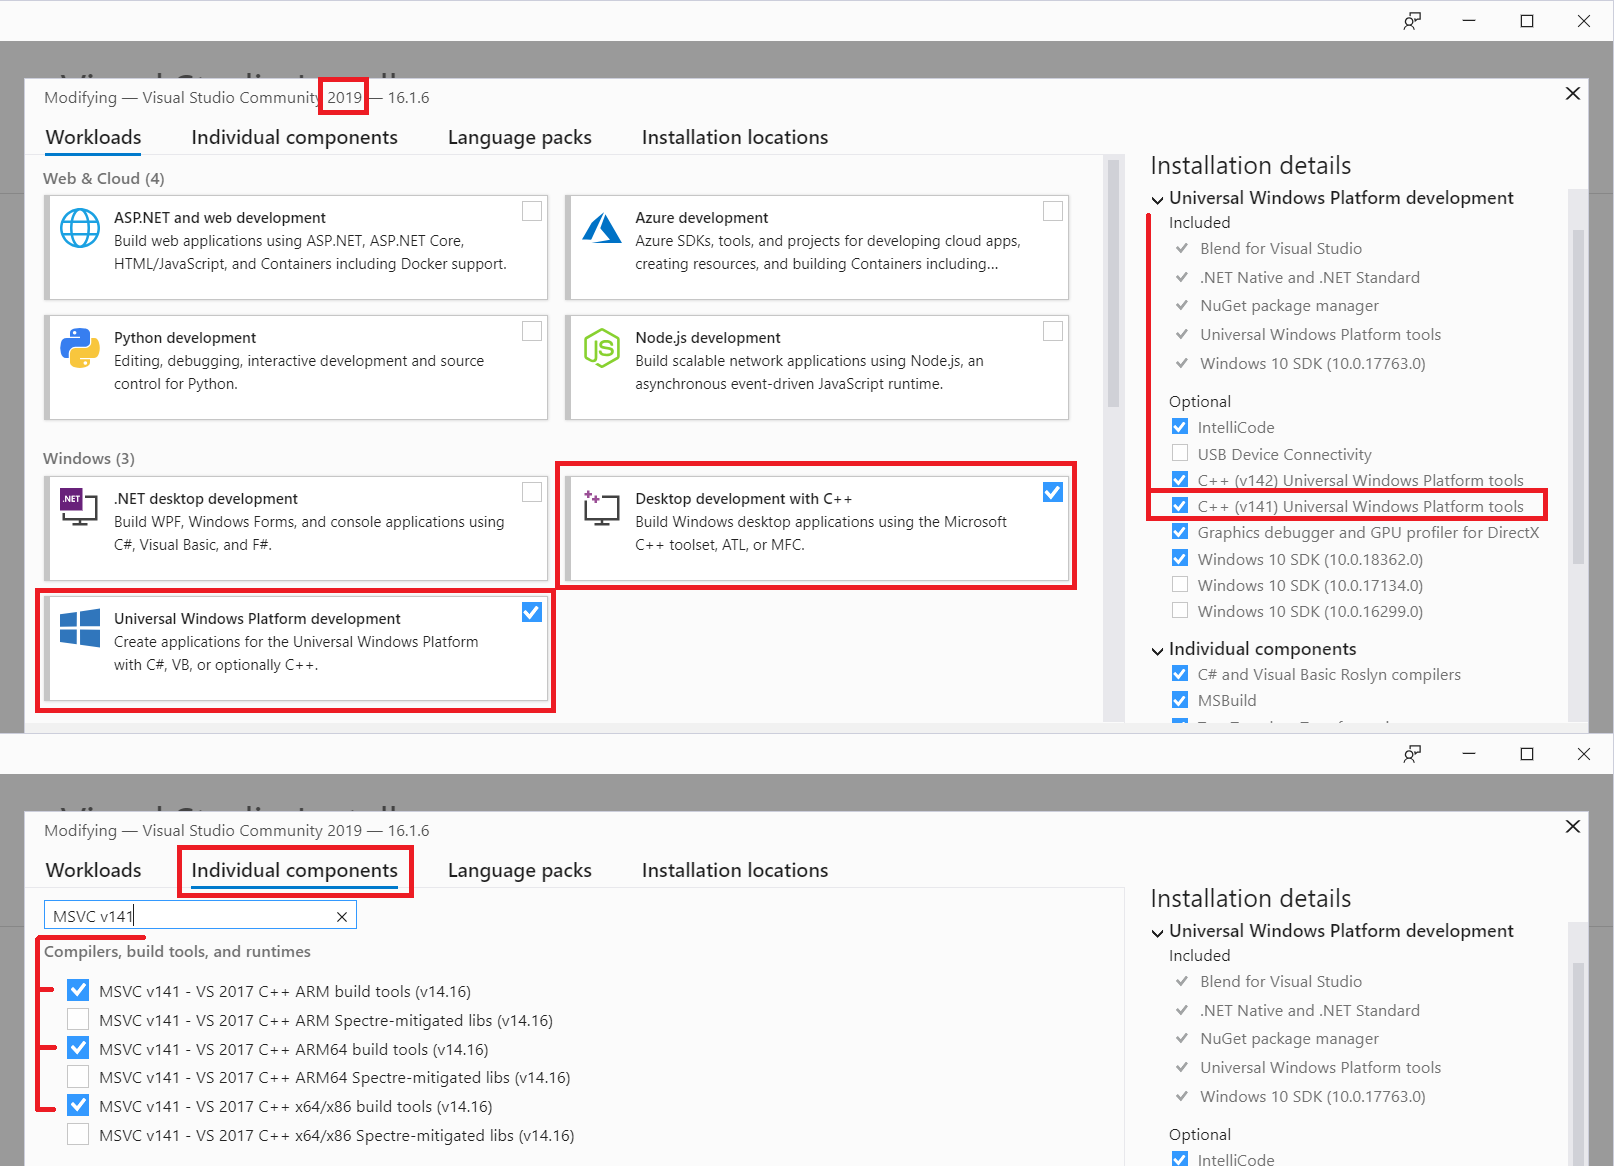 Modifying — Visual Studio Community 2019 — 16.1.6
Workloads
Individual components
Language packs
Installation locations
Web & Cloud (4)
ASP.NET and web development
Build web applications using ASP.NET, ASP.NET Core,
HTML/JavaScript, and Containers including Docker support.
Azure development
Azure SDKs, tools, and projects for developing cloud apps,
creating resources, and building Containers including...
Python development
Editing, debugging, interactive development and source
control for Python.
Node.js development
Build scalable network applications using Node.js, an
asynchronous event-driven JavaScript runtime.
Windows (3)
.NET
.NET desktop development
Build WPF, Windows Forms, and console applications using
C#, Visual Basic, and F#.
Desktop development with C++
Build Windows desktop applications using the Microsoft
C++ toolset, ATL, or MFC.
Universal Windows Platform development
Create applications for the Universal Windows Platform
with C#, VB, or optionally C++.
Installation details
Universal Windows Platform development
Included
Blend for Visual Studio
.NET Native and .NET Standard
NuGet package manager
Universal Windows Platform tools
Windows 10 SDK (10.0.17763.0)
Optional
IntelliCode
USB Device Connectivity
C++ (v142) Universal Windows Platform tools
C++ (v141) Universal Windows Platform tools
Graphics debugger and GPU profiler for DirectX
Windows 10 SDK (10.0.18362.0)
Windows 10 SDK (10.0.17134.0)
Windows 10 SDK (10.0.16299.0)
Individual components
C# and Visual Basic Roslyn compilers
MSBuild
Modifying — Visual Studio Community 2019 — 16.1.6
Workloads
Individual components
Language packs
Installation locations
MSVC v141
Compilers, build tools, and runtimes
MSVC v141 - VS 2017 C++ ARM build tools (v14.16)
MSVC v141 - VS 2017 C++ ARM Spectre-mitigated libs (v14.16)
MSVC v141 - VS 2017 C++ ARM64 build tools (v14.16)
MSVC v141 - VS 2017 C++ ARM64 Spectre-mitigated libs (v14.16)
MSVC v141 - VS 2017 C++ x64/x86 build tools (v14.16)
MSVC v141 - VS 2017 C++ x64/x86 Spectre-mitigated libs (v14.16)
Installation details
Universal Windows Platform development
Included
Blend for Visual Studio
.NET Native and .NET Standard
NuGet package manager
Universal Windows Platform tools
Windows 10 SDK (10.0.17763.0)
Optional
IntelliCode